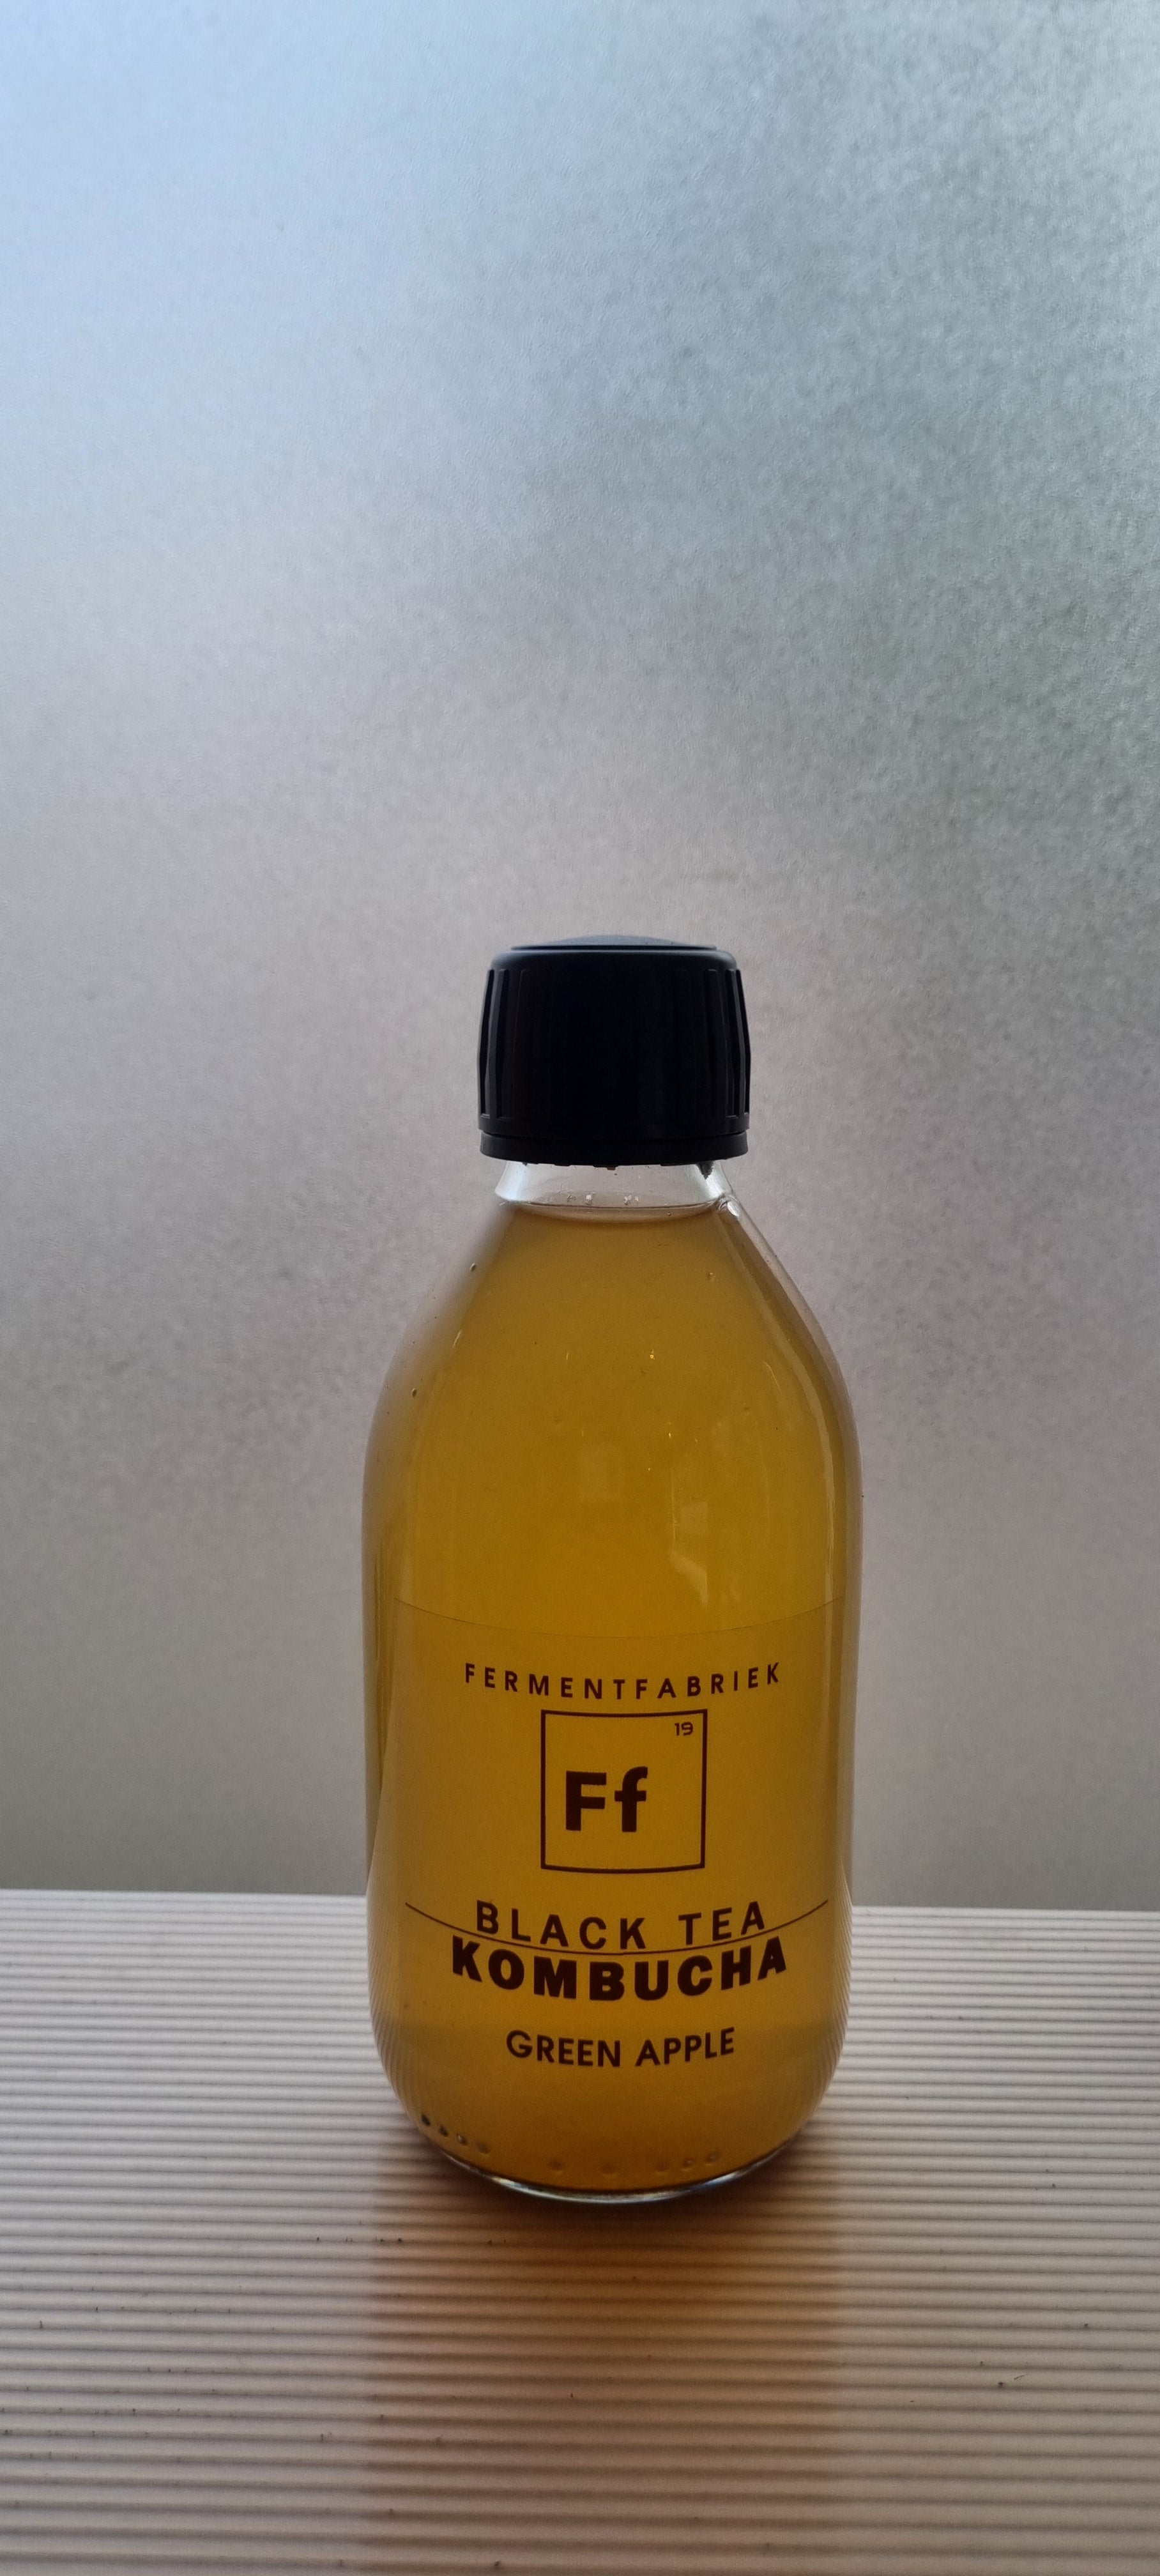 FERMENTFABRIEK
19
Ff
BLACK TEA
KOMBUCHA
GREEN APPLE